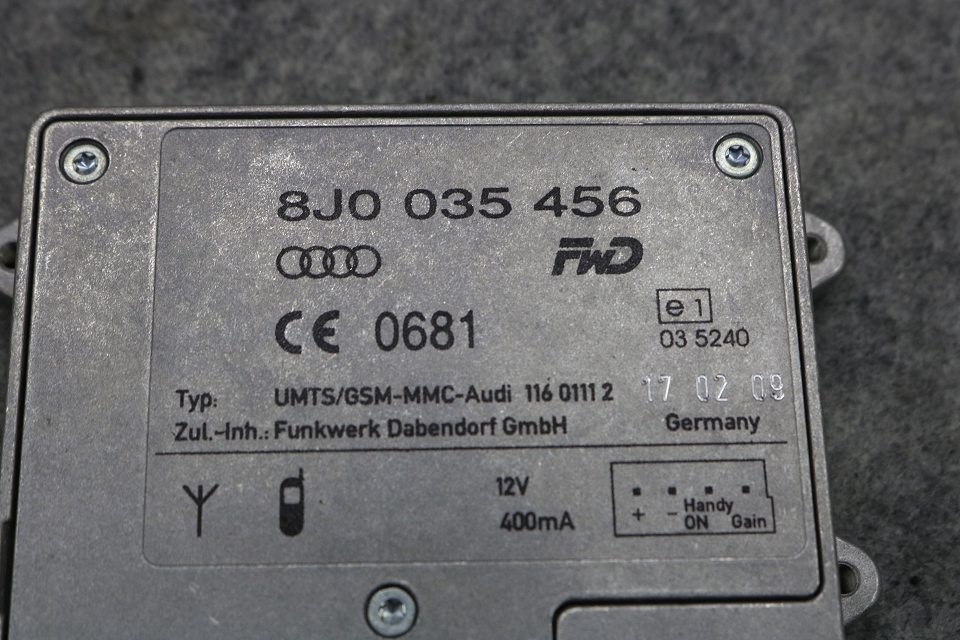 8J0 035 456
FWD
CE 0681
e 1
03 5240
Typ: UMTS/GSM-MMC-Audi 116 0111 2
17 02 09
Zul.-Inh.: Funkwerk Dabendorf GmbH
Germany
12V
400mA
+ - Handy ON Gain